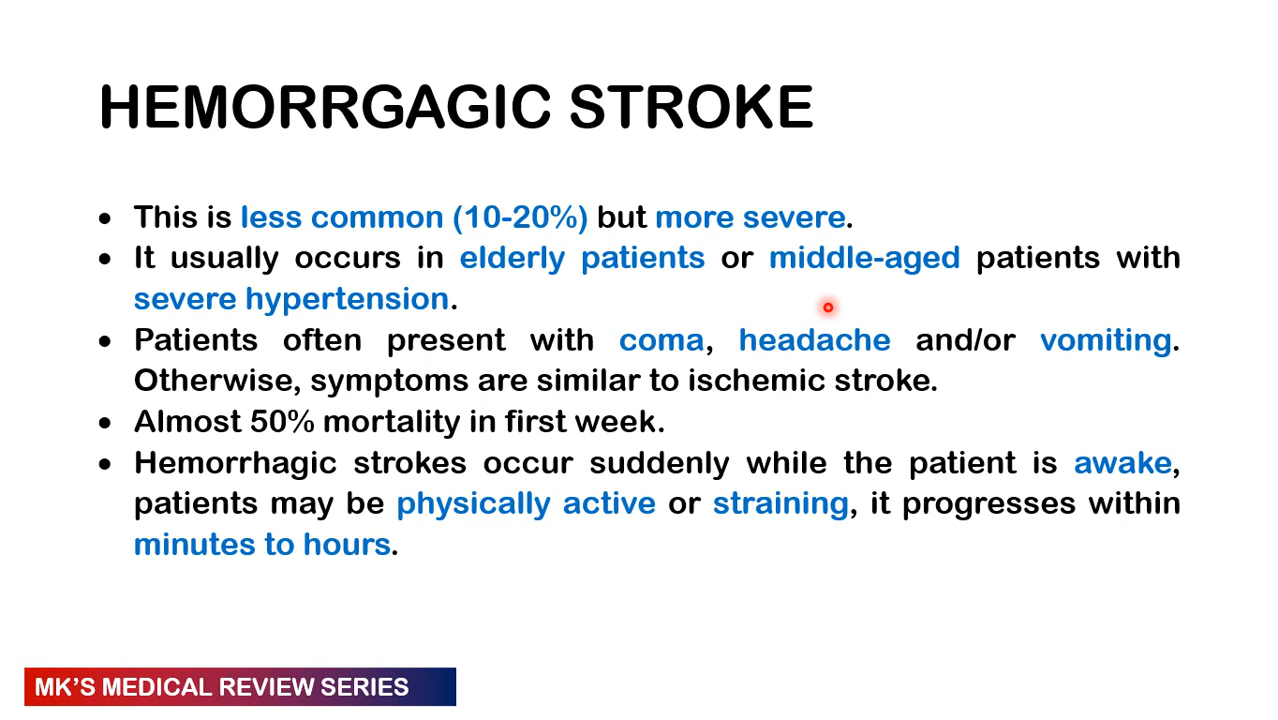 HEMORRGAGIC STROKE
• This is less common (10-20%) but more severe.
• It usually occurs in elderly patients or middle-aged patients with
severe hypertension.
• Patients often present with coma, headache and/or vomiting.
Otherwise, symptoms are similar to ischemic stroke.
• Almost 50% mortality in first week.
• Hemorrhagic strokes occur suddenly while the patient is awake,
patients may be physically active or straining, it progresses within
minutes to hours.
MK'S MEDICAL REVIEW SERIES